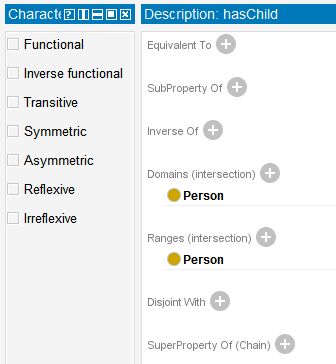 Characte
Functional
Inverse functional
Transitive
Symmetric
Asymmetric
Reflexive
Irreflexive
Description: hasChild
Equivalent To
SubProperty Of
Inverse Of
Domains (intersection)
Person
Ranges (intersection)
Person
Disjoint With
SuperProperty Of (Chain)